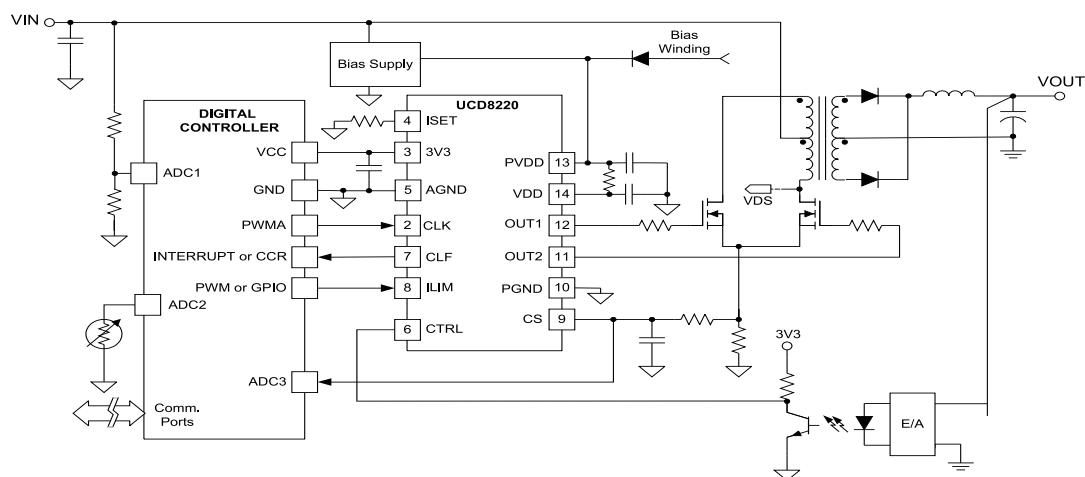 VIN
Bias
Winding
Bias Supply
VOUT
DIGITAL
CONTROLLER
UCD8220
4 ISET
VCC
3 3V3
PVDD 13
ADC1
GND
5 AGND
VDD 14
VDS
PWMA
2 CLK
OUT1 12
INTERRUPT or CCR
7 CLF
OUT2 11
PWM or GPIO
8 ILIM
PGND 10
ADC2
6 CTRL
CS 9
3V3
ADC3
Comm.
Ports
E/A